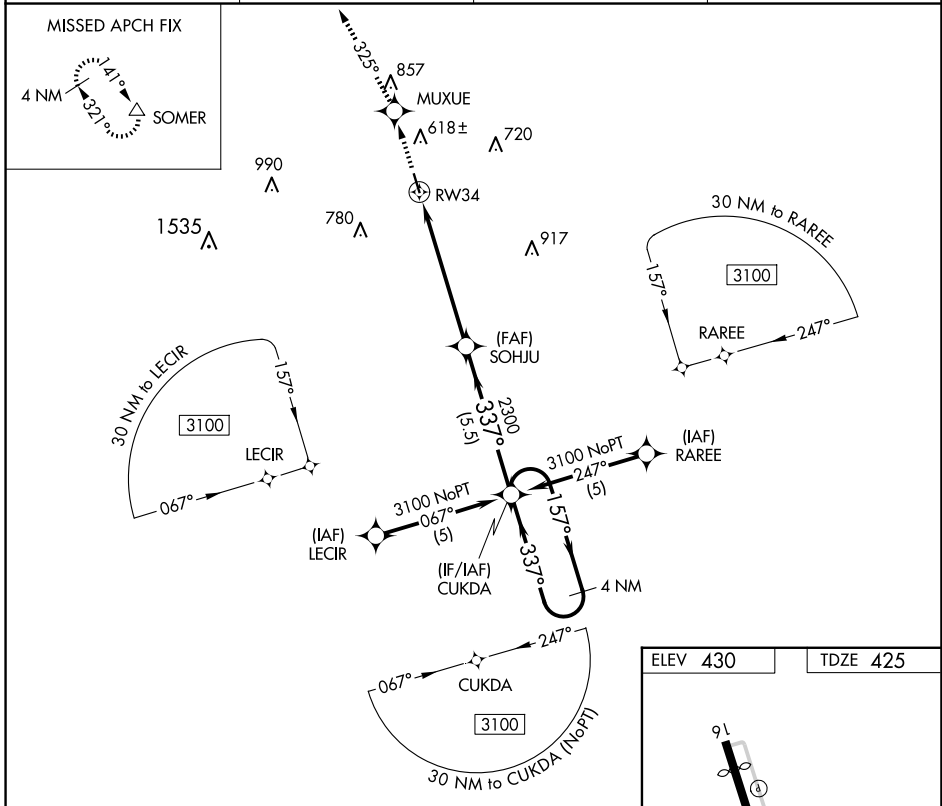 MISSED APCH FIX
4 NM
141°
321°
SOMER
325°
857
MUXUE
618±
720
990
RW34
1535
780
917
30 NM to RAREE
3100
157°
RAREE
247°
(FAF)
SOHJU
30 NM to LECIR
157°
3100
LECIR
067°
2300
337°
(5.5)
(IAF)
RAREE
3100 NoPT
247°
(5)
3100 NoPT
067°
(5)
(IAF)
LECIR
(IF/IAF)
CUKDA
157°
337°
4 NM
247°
067°
CUKDA
3100
30 NM to CUKDA (NoPT)
ELEV 430
TDZE 425
16
P